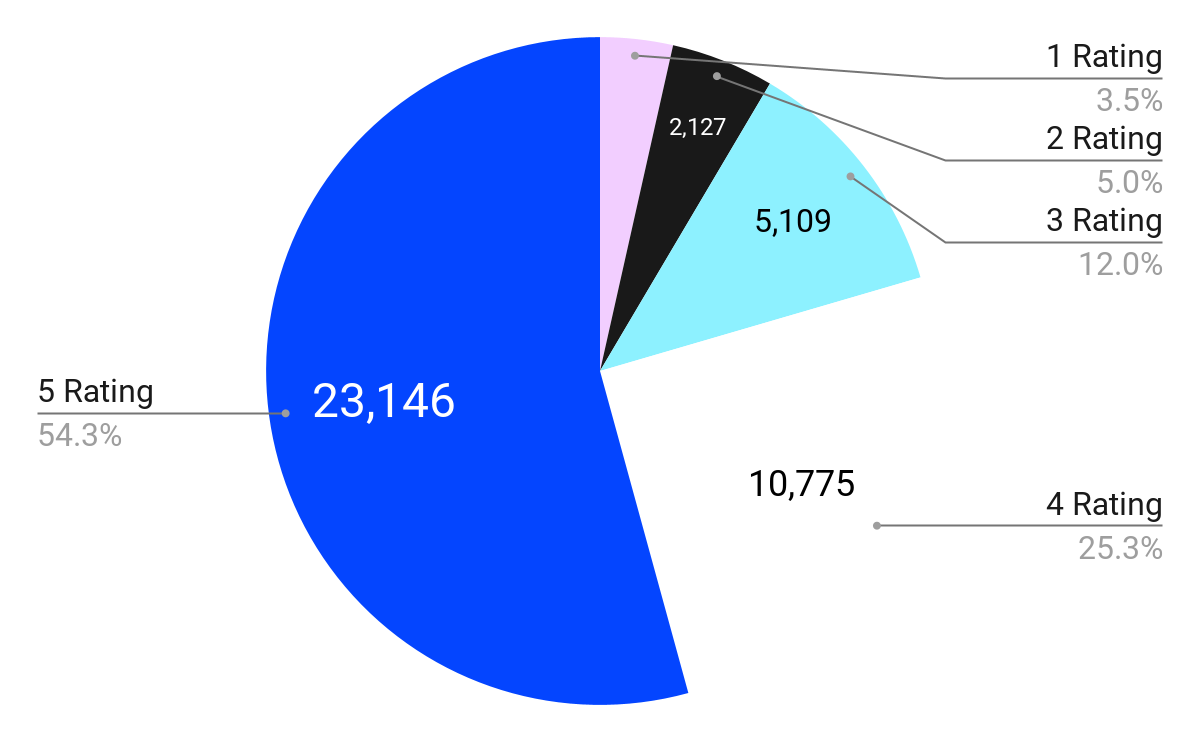 1 Rating
3.5%
2 Rating
5.0%
3 Rating
12.0%
2,127
5,109
5 Rating
54.3%
23,146
10,775
4 Rating
25.3%